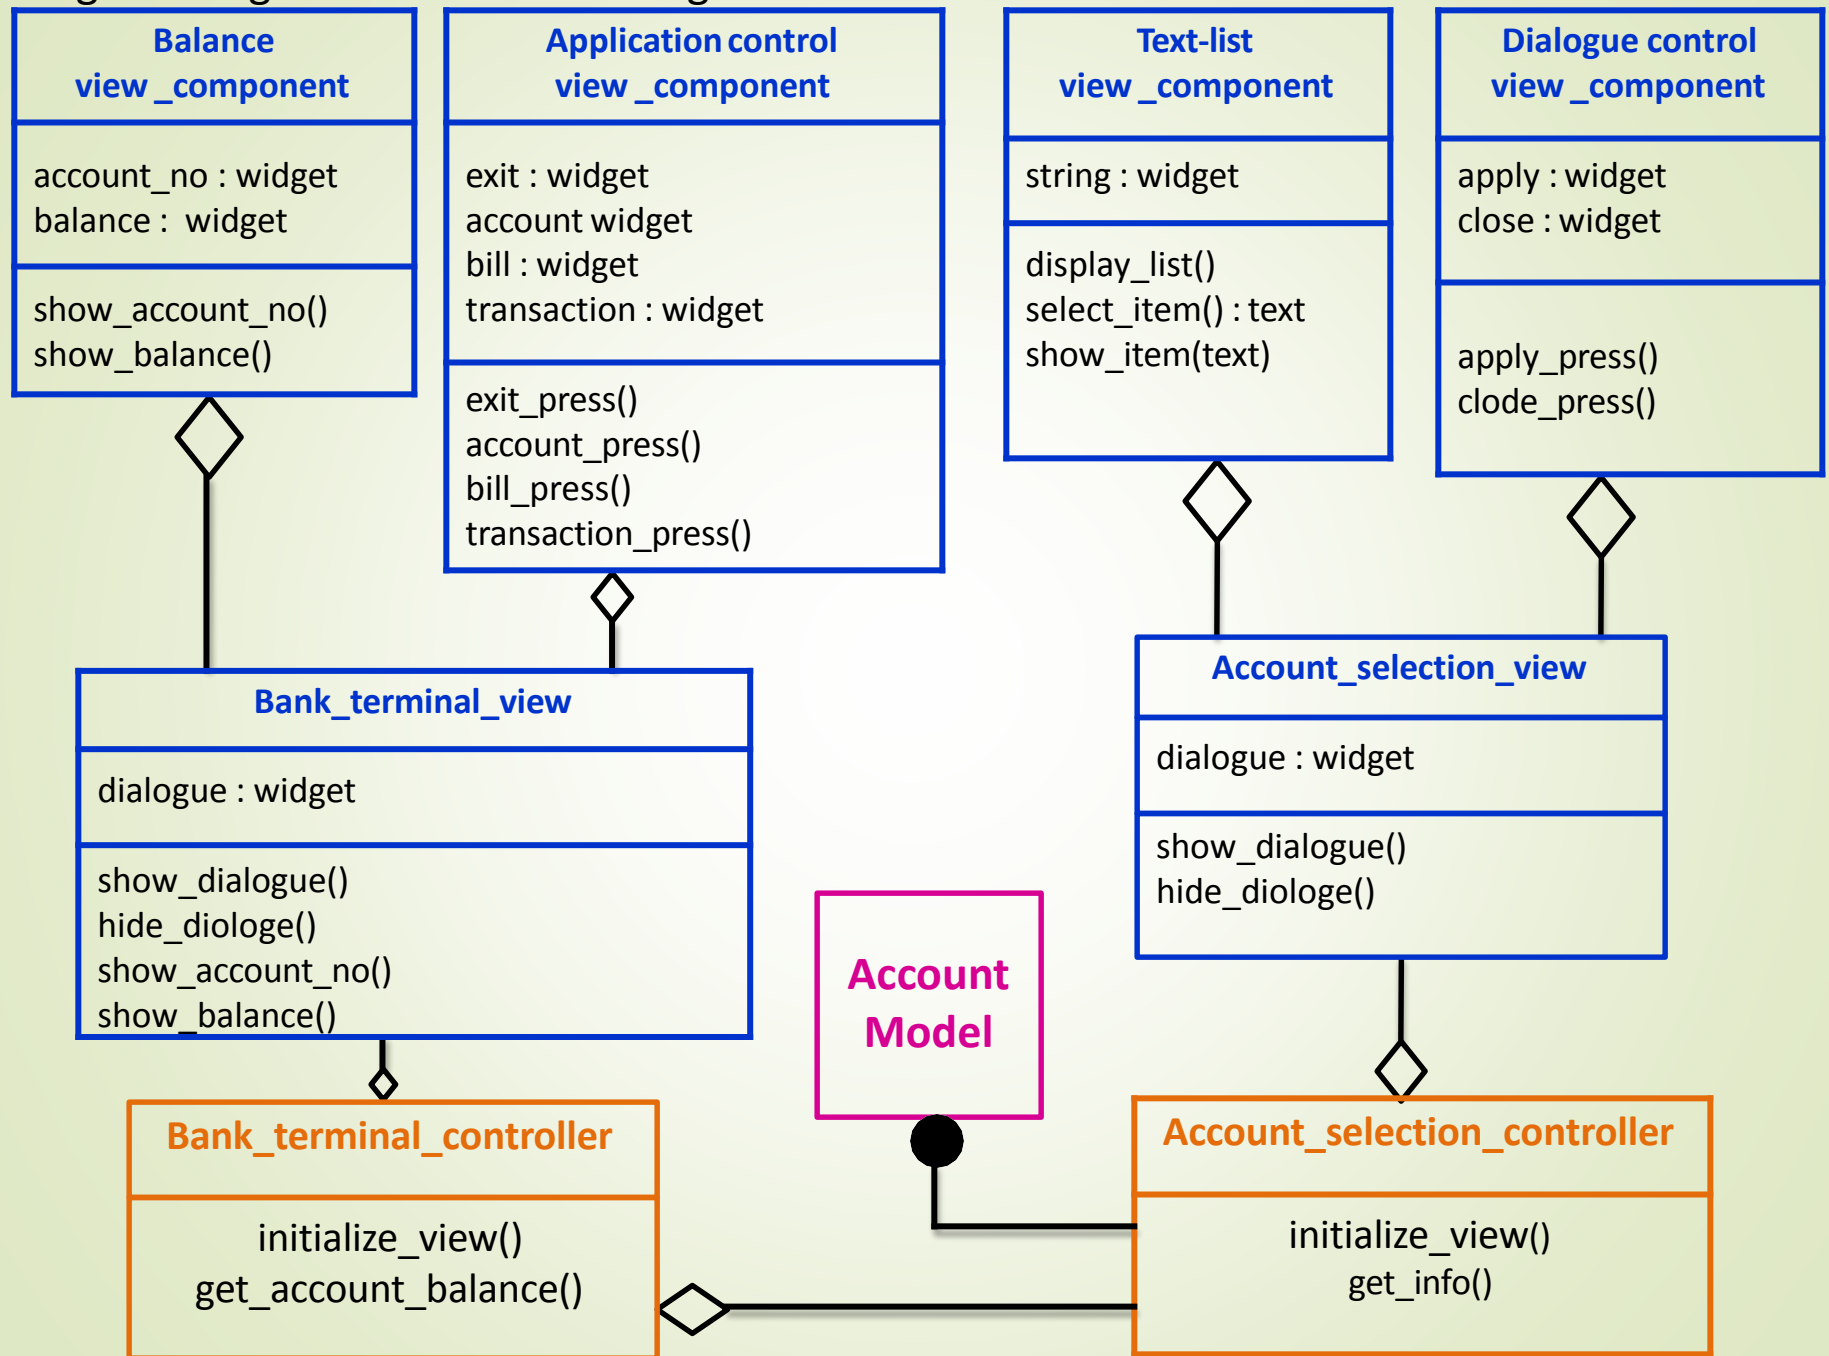 Balance
view _component
account_no : widget
balance :  widget
show_account_no()
show_balance()
Application control
view _component
exit : widget
account widget
bill : widget
transaction : widget
exit_press()
account_press()
bill_press()
transaction_press()
Text-list
view _component
string : widget
display_list()
select_item() : text
show_item(text)
Dialogue control
view _component
apply : widget
close : widget
apply_press()
clode_press()
Bank_terminal_view
dialogue : widget
show_dialogue()
hide_diologe()
show_account_no()
show_balance()
Account_selection_view
dialogue : widget
show_dialogue()
hide_diologe()
Account
Model
Bank_terminal_controller
initialize_view()
get_account_balance()
Account_selection_controller
initialize_view()
get_info()